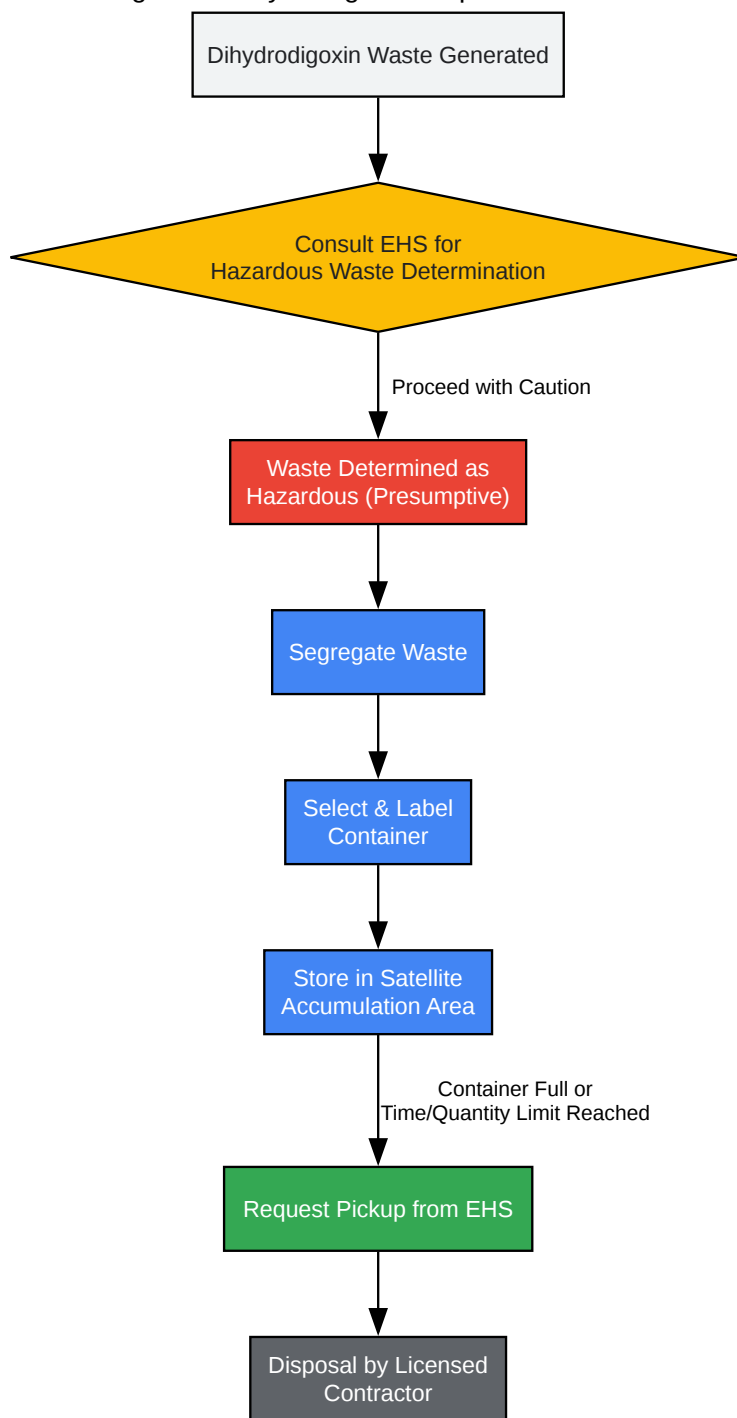 Dihydrodigoxin Waste Generated
Consult EHS for
Hazardous Waste Determination
Proceed with Caution
Waste Determined as
Hazardous (Presumptive)
Segregate Waste
Select & Label
Container
Store in Satellite
Accumulation Area
Container Full or
Time/Quantity Limit Reached
Request Pickup from EHS
Disposal by Licensed
Contractor